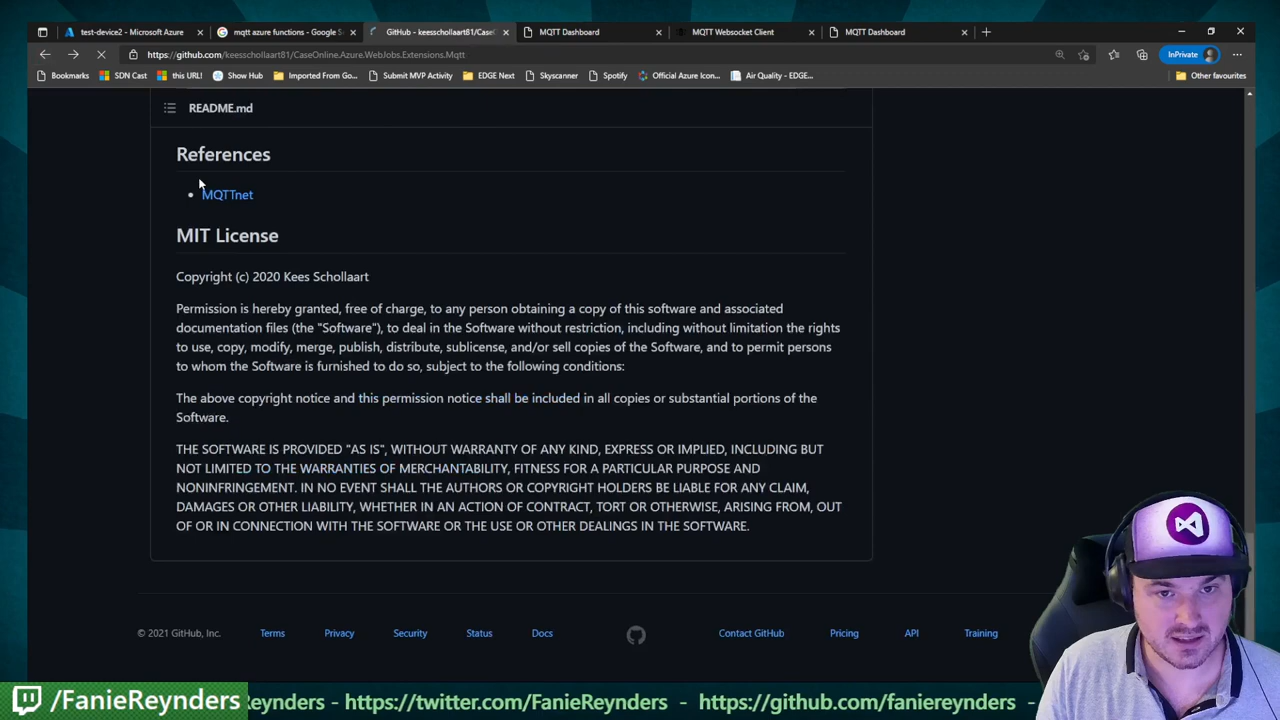 test-device2 - Microsoft Azure
mqtt azure functions - Google S
GitHub - keesschollaart81/CaseO
MQTT Dashboard
MQTT Websocket Client
MQTT Dashboard
https://github.com/keesschollaart81/CaseOnline.Azure.WebJobs.Extensions.Mqtt
InPrivate
Bookmarks
SDN Cast
this URL!
Show Hub
Imported From Go...
Submit MVP Activity
EDGE Next
Skyscanner
Spotify
Official Azure Icon...
Air Quality - EDGE...
Other favourites
README.md
References
MQTTnet
MIT License
Copyright (c) 2020 Kees Schollaart
Permission is hereby granted, free of charge, to any person obtaining a copy of this software and associated
documentation files (the "Software"), to deal in the Software without restriction, including without limitation the rights
to use, copy, modify, merge, publish, distribute, sublicense, and/or sell copies of the Software, and to permit persons
to whom the Software is furnished to do so, subject to the following conditions:
The above copyright notice and this permission notice shall be included in all copies or substantial portions of the
Software.
THE SOFTWARE IS PROVIDED "AS IS", WITHOUT WARRANTY OF ANY KIND, EXPRESS OR IMPLIED, INCLUDING BUT
NOT LIMITED TO THE WARRANTIES OF MERCHANTABILITY, FITNESS FOR A PARTICULAR PURPOSE AND
NONINFRINGEMENT. IN NO EVENT SHALL THE AUTHORS OR COPYRIGHT HOLDERS BE LIABLE FOR ANY CLAIM,
DAMAGES OR OTHER LIABILITY, WHETHER IN AN ACTION OF CONTRACT, TORT OR OTHERWISE, ARISING FROM, OUT
OF OR IN CONNECTION WITH THE SOFTWARE OR THE USE OR OTHER DEALINGS IN THE SOFTWARE.
© 2021 GitHub, Inc.
Terms
Privacy
Security
Status
Docs
Contact GitHub
Pricing
API
Training
/FanieReynders
eynders - https://twitter.com/FanieReynders - https://github.com/faniereynders -